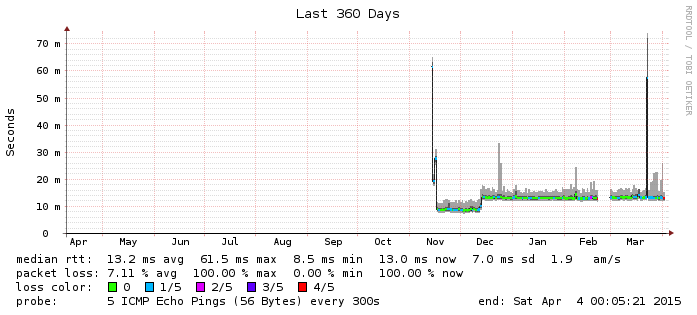 Last 360 Days
RRDTOOL / TOBI OETIKER
Seconds
70 m
60 m
50 m
40 m
30 m
20 m
10 m
0
Apr May Jun Jul Aug Sep Oct Nov Dec Jan Feb Mar
median rtt: 13.2 ms avg 61.5 ms max 8.5 ms min 13.0 ms now 7.0 ms sd 1.9 am/s
packet loss: 7.11 % avg 100.00 % max 0.00 % min 100.00 % now
loss color: 0 1/5 2/5 3/5 4/5
probe: 5 ICMP Echo Pings (56 Bytes) every 300s end: Sat Apr 4 00:05:21 2015